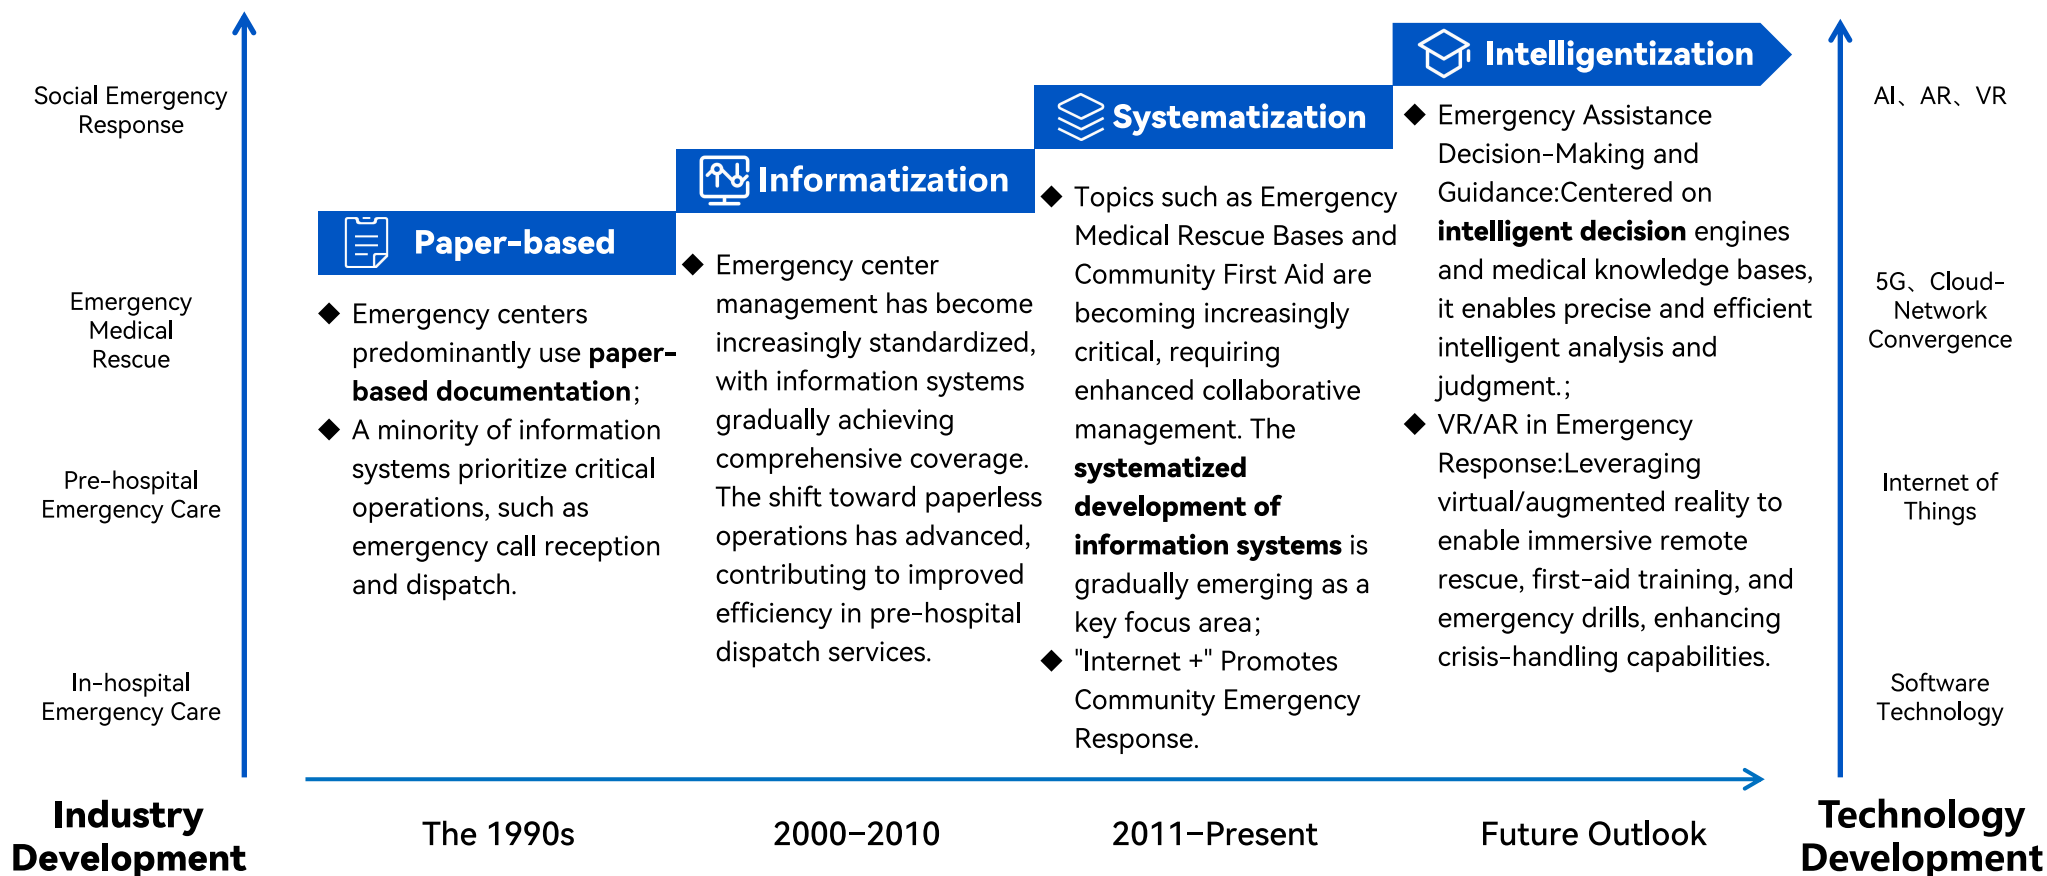 Social Emergency
Response
Emergency
Medical
Rescue
Pre-hospital
Emergency Care
In-hospital
Emergency Care
Industry
Development
Paper-based
◆ Emergency centers
predominantly use paper-
based documentation;
◆ A minority of information
systems prioritize critical
operations, such as
emergency call reception
and dispatch.
The 1990s
Informatization
◆ Emergency center
management has become
increasingly standardized,
with information systems
gradually achieving
comprehensive coverage.
The shift toward paperless
operations has advanced,
contributing to improved
efficiency in pre-hospital
dispatch services.
2000-2010
Systematization
◆ Topics such as Emergency
Medical Rescue Bases and
Community First Aid are
becoming increasingly
critical, requiring
enhanced collaborative
management. The
systematized
development of
information systems is
gradually emerging as a
key focus area;
◆ "Internet +" Promotes
Community Emergency
Response.
2011-Present
Intelligentization
◆ Emergency Assistance
Decision-Making and
Guidance:Centered on
intelligent decision engines
and medical knowledge bases,
it enables precise and efficient
intelligent analysis and
judgment.;
◆ VR/AR in Emergency
Response:Leveraging
virtual/augmented reality to
enable immersive remote
rescue, first-aid training, and
emergency drills, enhancing
crisis-handling capabilities.
Future Outlook
AI、AR、VR
5G、Cloud-
Network
Convergence
Internet of
Things
Software
Technology
Technology
Development